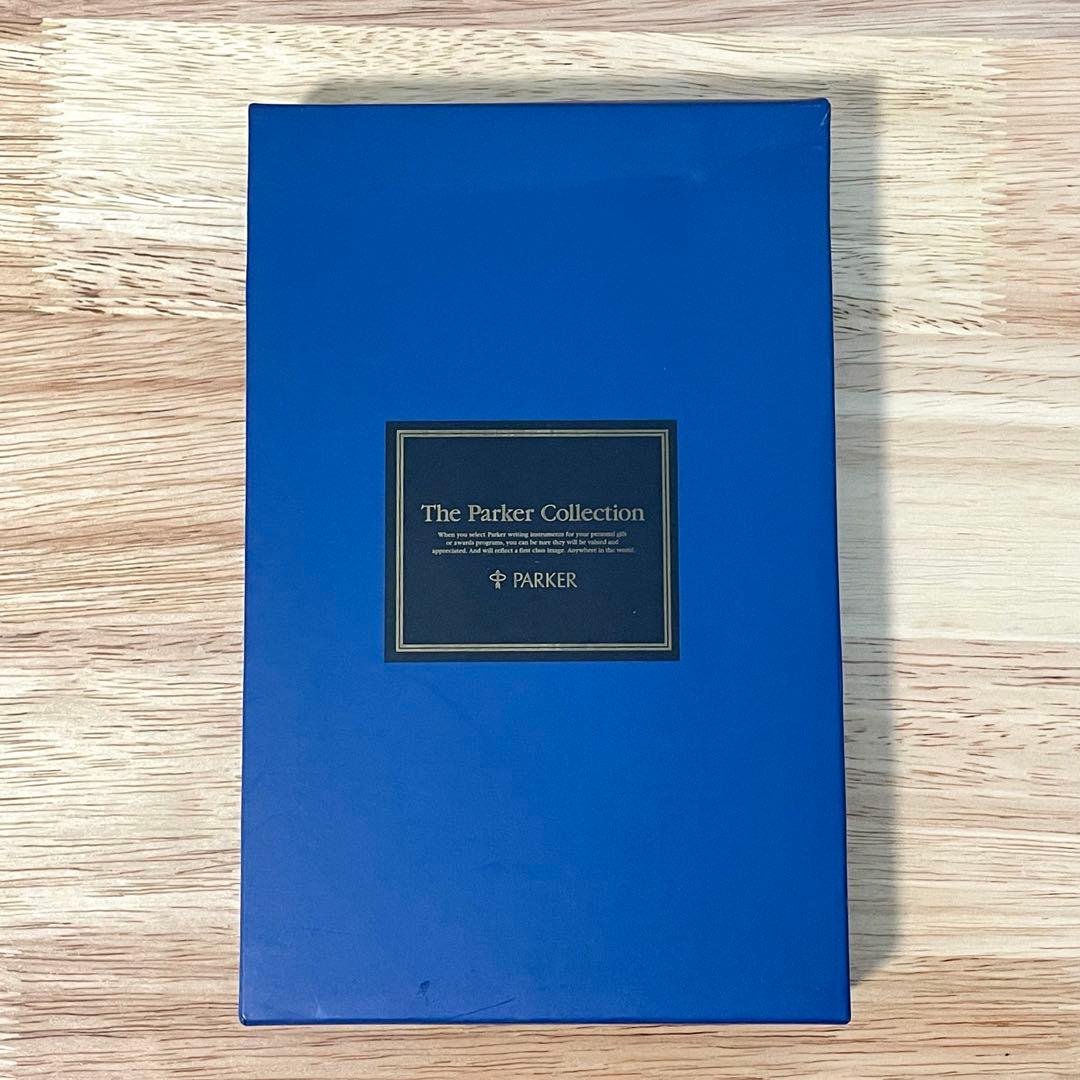 The Parker Collection
When you select Parker writing instruments for your personal gift
or awards programs, you can be sure they will be valued and
appreciated. And will reflect a first class image. Anywhere in the world.
PARKER